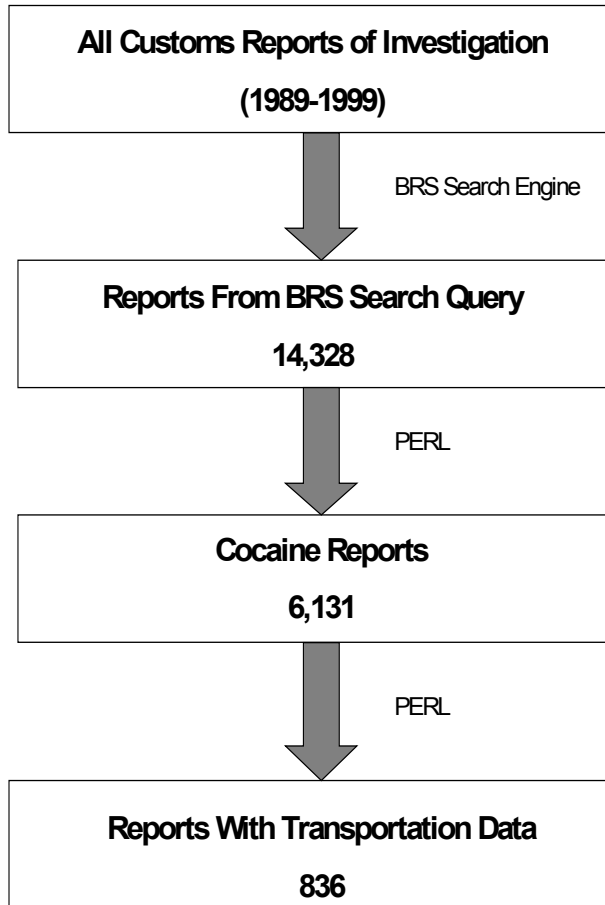 All Customs Reports of Investigation
(1989-1999)
BRS Search Engine
Reports From BRS Search Query
14,328
PERL
Cocaine Reports
6,131
PERL
Reports With Transportation Data
836